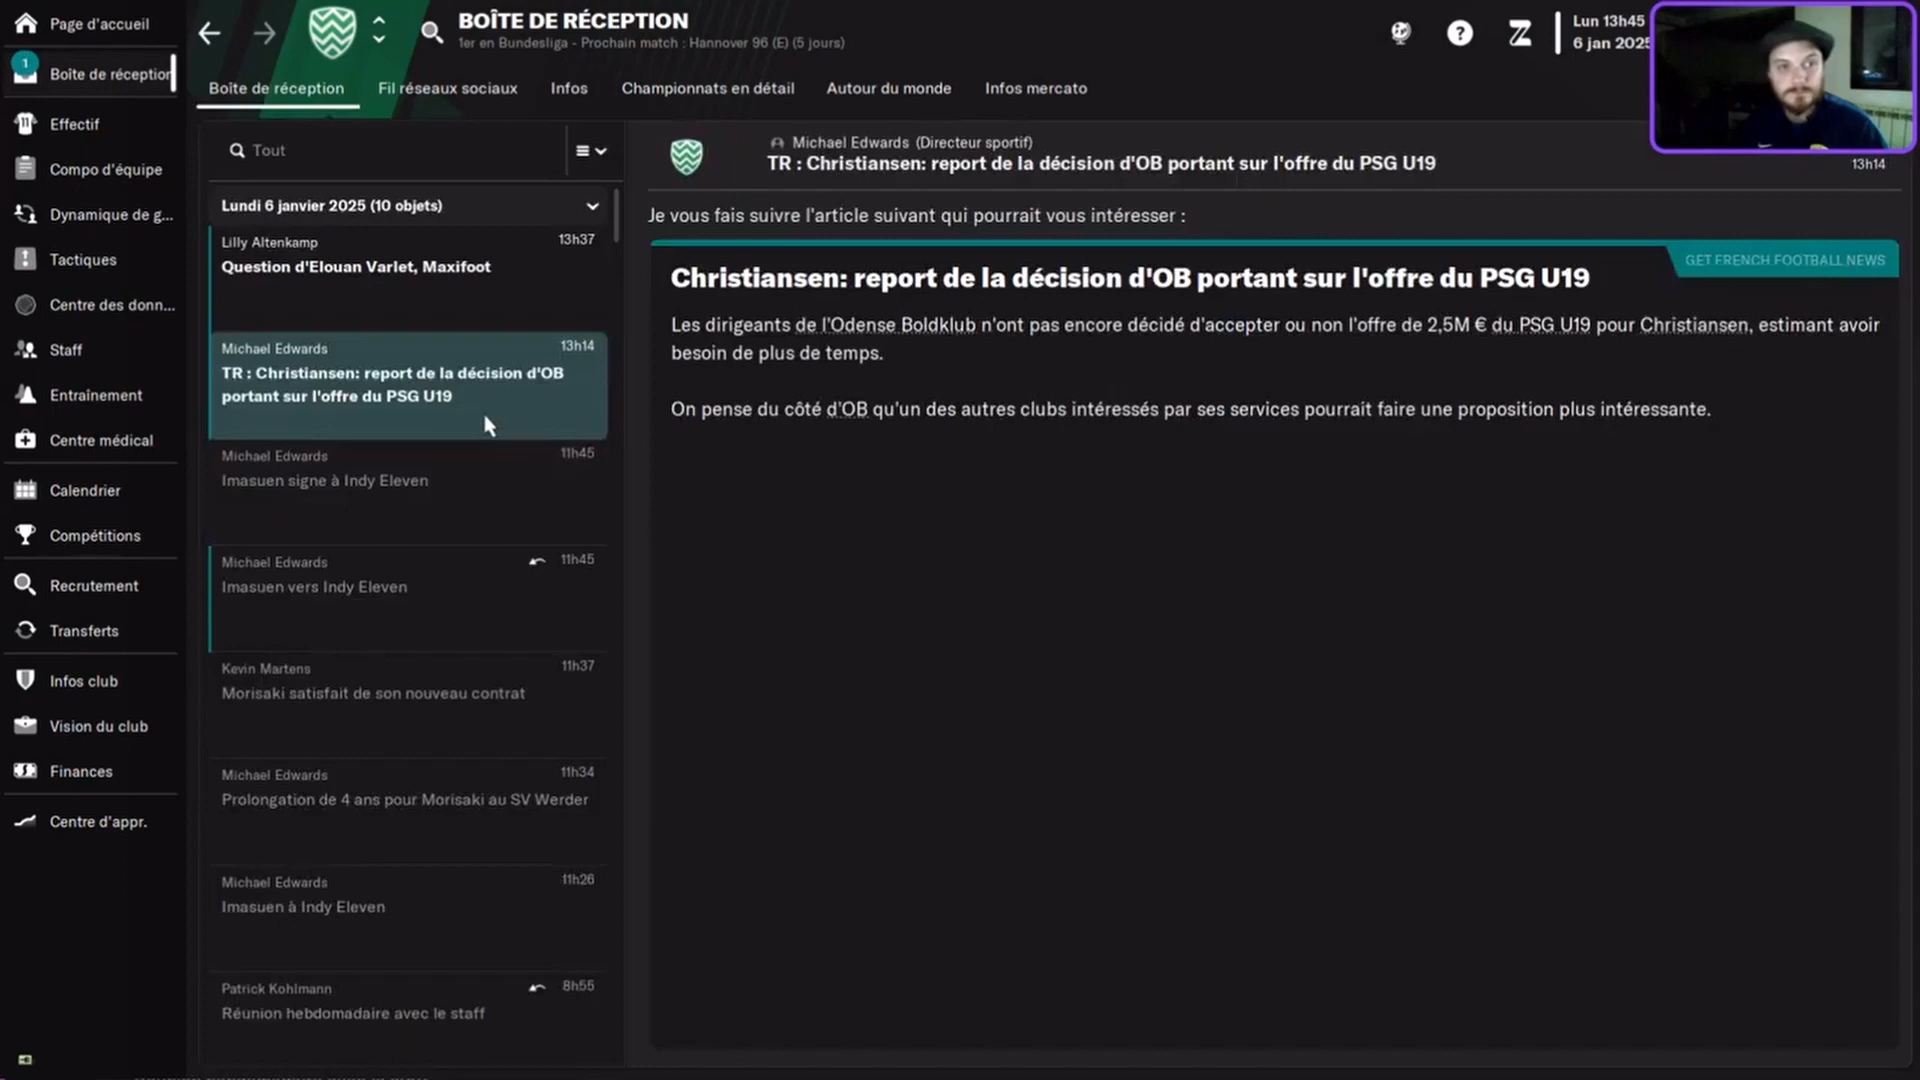 Page d'accueil
1
Boîte de réception
Effectif
Compo d'équipe
Dynamique de g...
Tactiques
Centre des donn...
Staff
Entraînement
Centre médical
Calendrier
Compétitions
Recrutement
Transferts
Infos club
Vision du club
Finances
Centre d'appr.
BOÎTE DE RÉCEPTION
1er en Bundesliga - Prochain match : Hannover 96 (E) (5 jours)
?
Lun 13h45
6 jan 2025
Boîte de réception
Fil réseaux sociaux
Infos
Championnats en détail
Autour du monde
Infos mercato
Tout
Lundi 6 janvier 2025 (10 objets)
Lilly Altenkamp 13h37
Question d'Elouan Varlet, Maxifoot
Michael Edwards 13h14
TR : Christiansen: report de la décision d'OB
portant sur l'offre du PSG U19
Michael Edwards 11h45
Imasuen signe à Indy Eleven
Michael Edwards 11h45
Imasuen vers Indy Eleven
Kevin Martens 11h37
Morisaki satisfait de son nouveau contrat
Michael Edwards 11h34
Prolongation de 4 ans pour Morisaki au SV Werder
Michael Edwards 11h26
Imasuen à Indy Eleven
Patrick Kohlmann 8h55
Réunion hebdomadaire avec le staff
Michael Edwards (Directeur sportif)
TR : Christiansen: report de la décision d'OB portant sur l'offre du PSG U19
13h14
Je vous fais suivre l'article suivant qui pourrait vous intéresser :
GET FRENCH FOOTBALL NEWS
Christiansen: report de la décision d'OB portant sur l'offre du PSG U19
Les dirigeants de l'Odense Boldklub n'ont pas encore décidé d'accepter ou non l'offre de 2,5M € du PSG U19 pour Christiansen, estimant avoir
besoin de plus de temps.
On pense du côté d'OB qu'un des autres clubs intéressés par ses services pourrait faire une proposition plus intéressante.